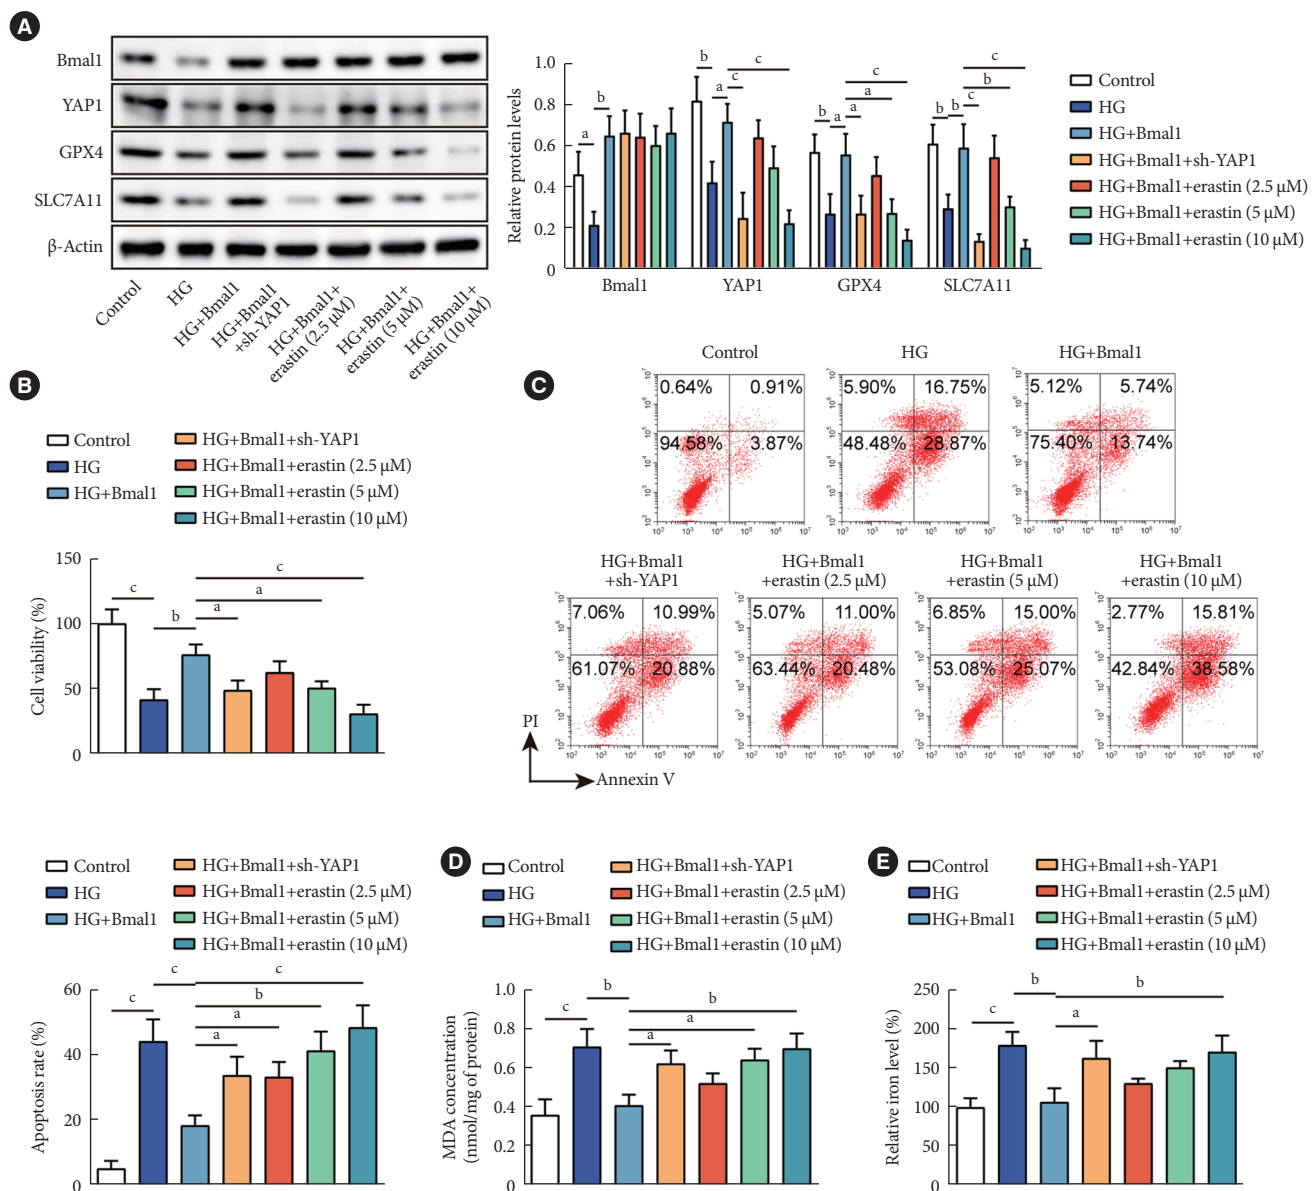 A
Bmal1
YAP1
GPX4
SLC7A11
β-Actin
Control
HG
HG+Bmal1
HG+Bmal1
+sh-YAP1
HG+Bmal1+
erastin (2.5 μM)
HG+Bmal1+
erastin (5 μM)
HG+Bmal1+
erastin (10 μM)
Relative protein levels
1.0
0.8
0.6
0.4
0.2
0
a
b
b
a
c
c
b
a
a
a
c
b
b
c
b
c
Bmal1
YAP1
GPX4
SLC7A11
Control
HG
HG+Bmal1
HG+Bmal1+sh-YAP1
HG+Bmal1+erastin (2.5 μM)
HG+Bmal1+erastin (5 μM)
HG+Bmal1+erastin (10 μM)
B
Control
HG
HG+Bmal1
HG+Bmal1+sh-YAP1
HG+Bmal1+erastin (2.5 μM)
HG+Bmal1+erastin (5 μM)
HG+Bmal1+erastin (10 μM)
Cell viability (%)
150
100
50
0
c
b
a
a
c
C
Control
0.64% 0.91%
94.58% 3.87%
HG
5.90% 16.75%
48.48% 28.87%
HG+Bmal1
5.12% 5.74%
75.40% 13.74%
HG+Bmal1
+sh-YAP1
7.06% 10.99%
61.07% 20.88%
HG+Bmal1
+erastin (2.5 μM)
5.07% 11.00%
63.44% 20.48%
HG+Bmal1
+erastin (5 μM)
6.85% 15.00%
53.08% 25.07%
HG+Bmal1
+erastin (10 μM)
2.77% 15.81%
42.84% 38.58%
PI
Annexin V
Control
HG
HG+Bmal1
HG+Bmal1+sh-YAP1
HG+Bmal1+erastin (2.5 μM)
HG+Bmal1+erastin (5 μM)
HG+Bmal1+erastin (10 μM)
Apoptosis rate (%)
60
40
20
0
c
c
a
a
b
c
D
Control
HG
HG+Bmal1
HG+Bmal1+sh-YAP1
HG+Bmal1+erastin (2.5 μM)
HG+Bmal1+erastin (5 μM)
HG+Bmal1+erastin (10 μM)
MDA concentration
(nmol/mg of protein)
1.0
0.8
0.6
0.4
0.2
0
c
b
a
a
b
E
Control
HG
HG+Bmal1
HG+Bmal1+sh-YAP1
HG+Bmal1+erastin (2.5 μM)
HG+Bmal1+erastin (5 μM)
HG+Bmal1+erastin (10 μM)
Relative iron level (%)
250
200
150
100
50
0
c
b
a
b